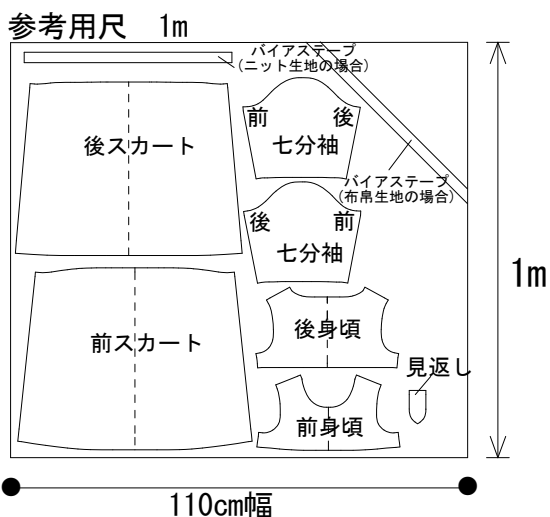 参考用尺　1m
バイアステープ
(ニット生地の場合)
後スカート
前　後
七分袖
バイアステープ
(布帛生地の場合)
後　前
七分袖
1m
後身頃
前スカート
見返し
前身頃
110cm幅